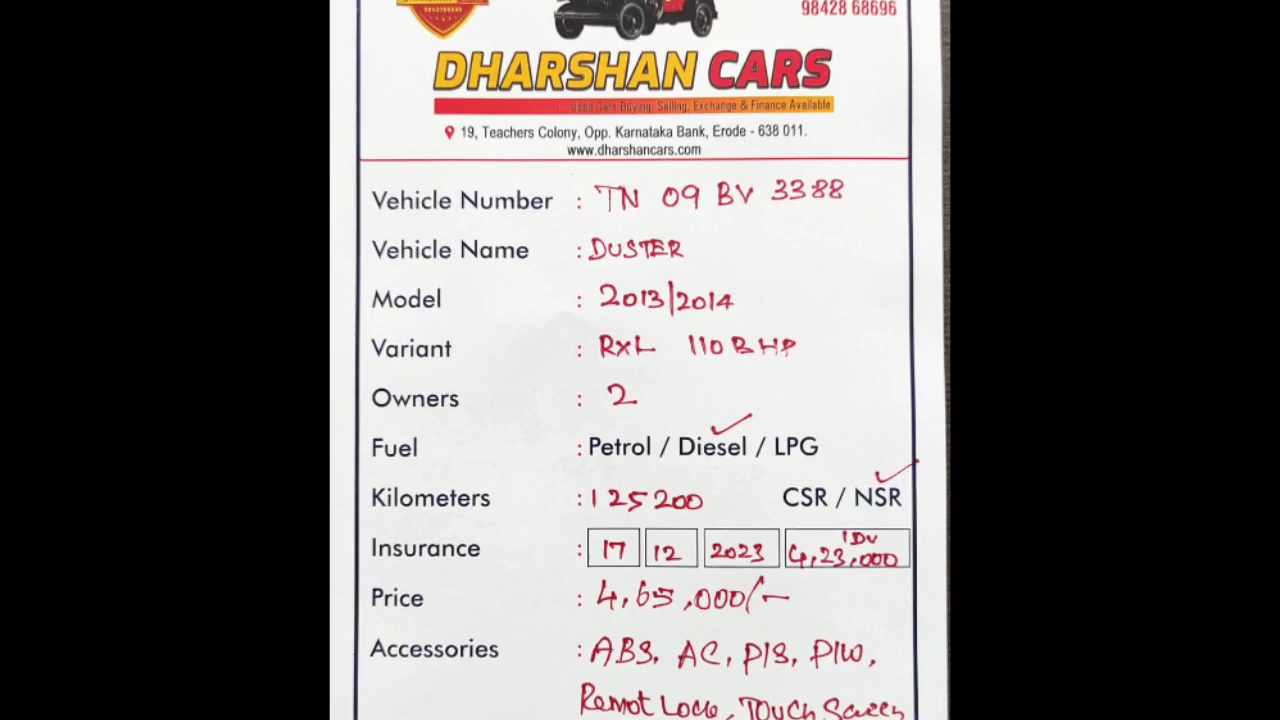 98428 68696
DHARSHAN CARS
Used Cars Buying, Selling, Exchange & Finance Available
19, Teachers Colony, Opp. Karnataka Bank, Erode - 638 011.
www.dharshancars.com
Vehicle Number : TN 09 BV 3388
Vehicle Name : DUSTER
Model : 2013/2014
Variant : RXL 110 BHP
Owners : 2
Fuel : Petrol / Diesel / LPG
Kilometers : 125200 CSR / NSR
Insurance : 17 12 2023 IDV 4,23,000
Price : 4,65,000/-
Accessories : ABS, AC, P/S, P/W,
Remot Lock, Touch Screen